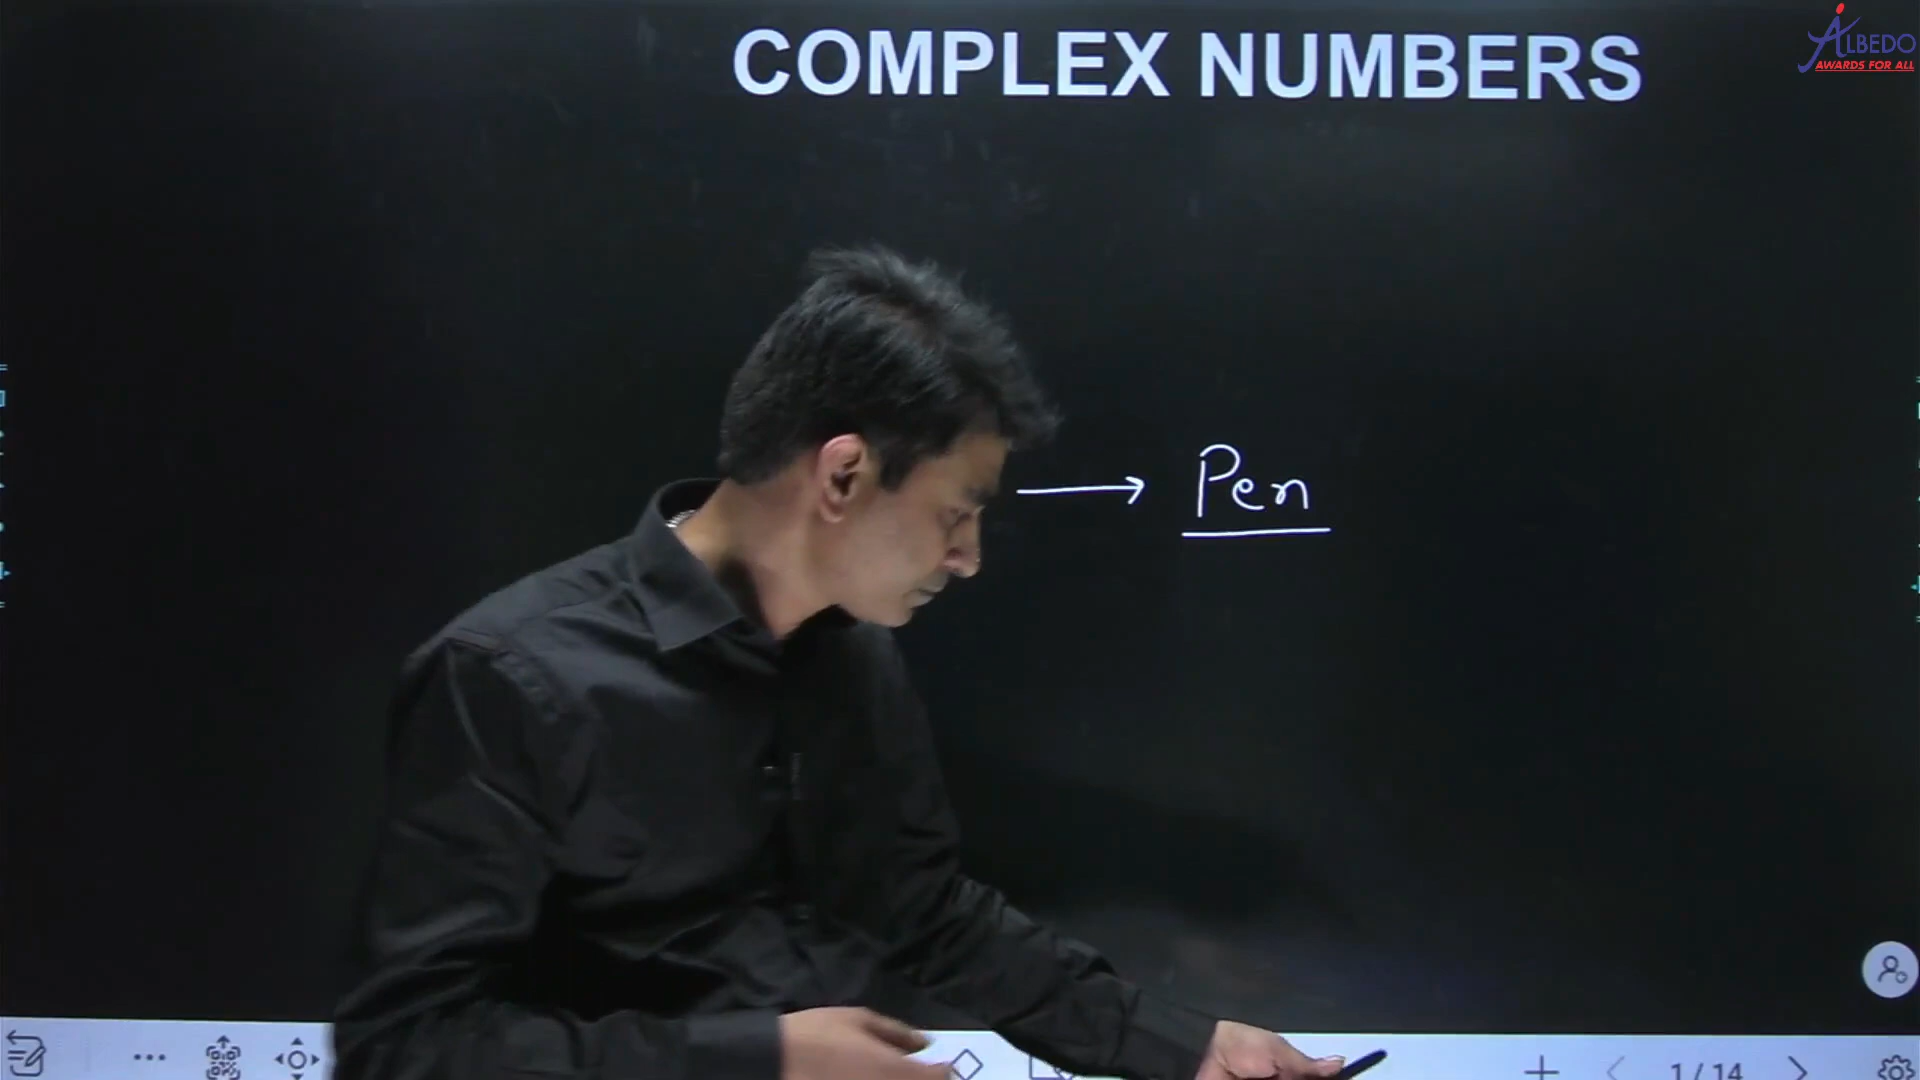 COMPLEX NUMBERS
ALBEDO
AWARDS FOR ALL
→ Pen
1/14